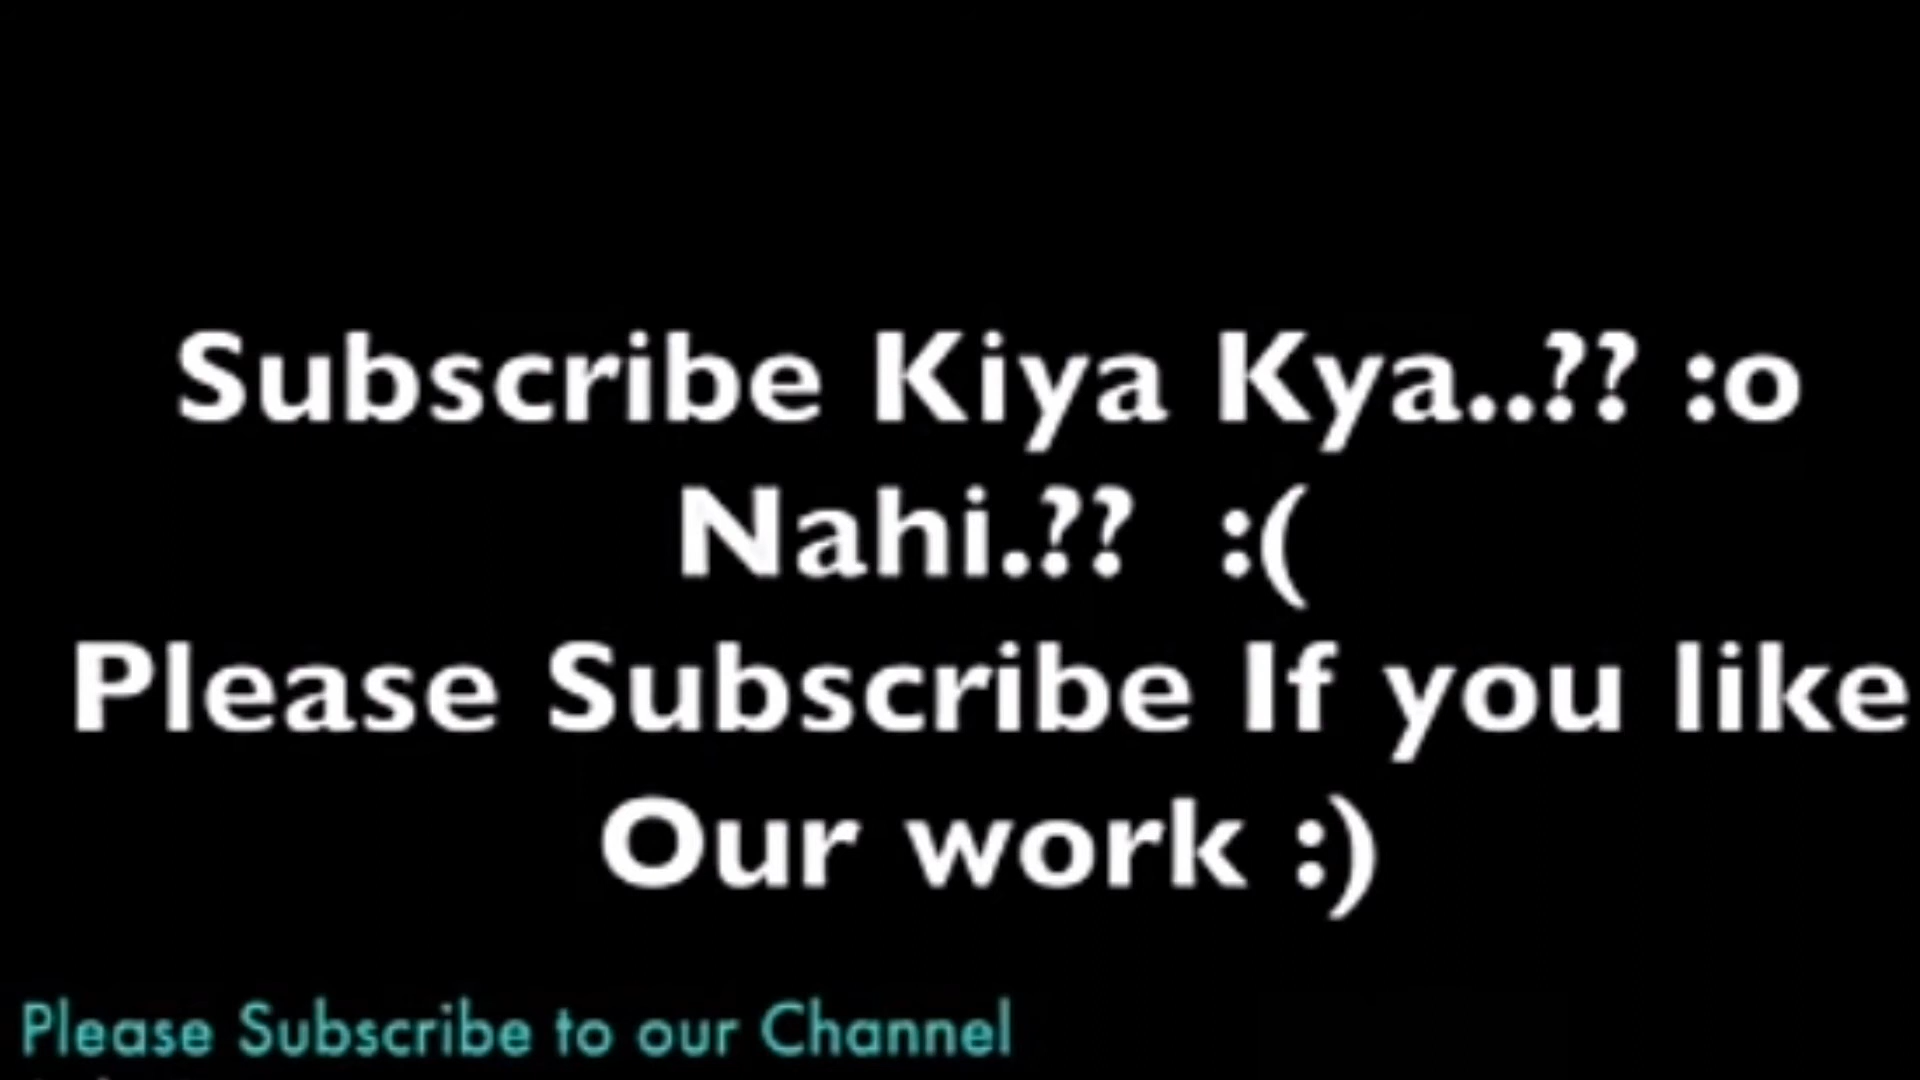 Subscribe Kiya Kya..?? :o
Nahi.??  :(
Please Subscribe If you like
Our work :)
Please Subscribe to our Channel